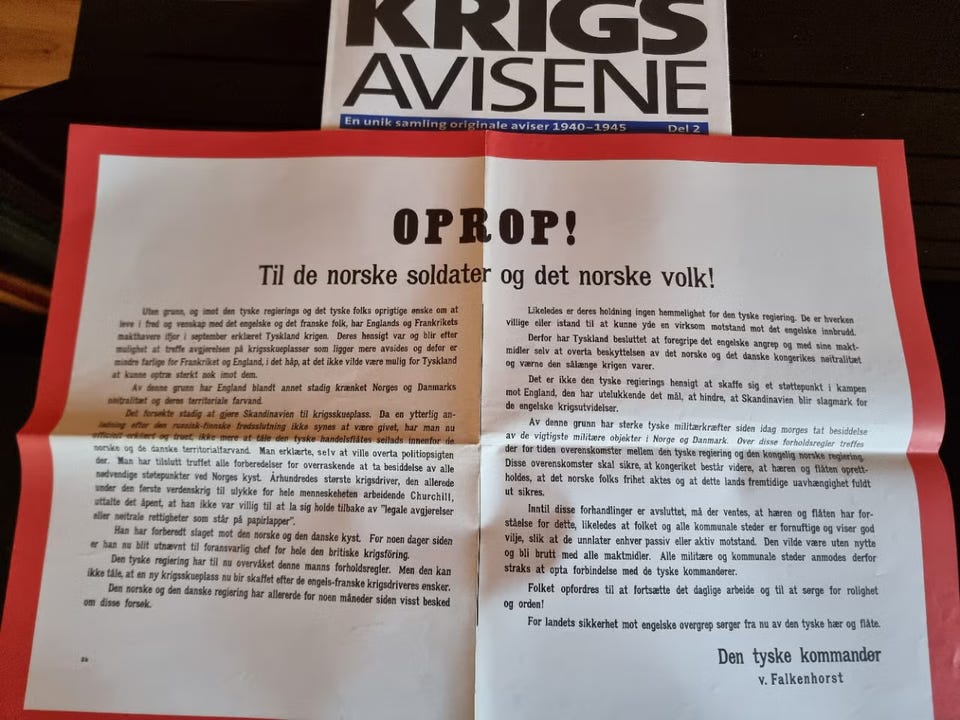 KRIGS
AVISENE
En unik samling originale aviser 1940–1945 Del 2
OPROP!
Til de norske soldater og det norske volk!
Uten grunn, og imot den tyske regierings og det tyske folks oprigtige ønske om at
leve i fred og venskap med det engelske og det franske folk, har Englands og Frankrikets
makthavere ifjor i september erklæret Tyskland krigen. Deres hensigt var og blir efter
mulighet at treffe avgjørelsen på krigsskueplasser som ligger mere avsides og defor er
mindre farlige for Frankriket og England, i det håp, at det ikke vilde være mulig for Tyskland
at kunne optræ sterkt nok imot dem.
Av denne grunn har England blandt annet stadig krænket Norges og Danmarks
nøitralitet og deres territoriale farvand.
Det forsøkte stadig at gjøre Skandinavien til krigsskueplass. Da en ytterlig an-
ledning efter den russisk-finske fredsslutning ikke synes at være givet, har man nu
officielt erklært og truet, ikke mere at tåle den tyske handelsflåtes seilads innenfor de
norske og de danske territorialfarvand. Man erklærte, selv at ville overta politiopsigten
der. Man har tilslutt truffet alle forberedelser for overraskende at ta besiddelse av alle
nødvendige støtepunkter ved Norges kyst. Århundredes største krigsdriver, den allerede
under den første verdenskrig til ulykke for hele menneskeheten arbeidende Churchill,
uttalte det åpent, at han ikke var villig til at la sig holde tilbake av "legale avgjørelser
eller nøitrale rettigheter som står på papirlapper".
Han har forberedt slaget mot den norske og den danske kyst. For noen dager siden
er han nu blit utnævnt til foransvarlig chef for hele den britiske krigsføring.
Den tyske regiering har til nu overvåket denne manns forholdsregler. Men den kan
ikke tåle, at en ny krigsskueplass nu bir skaffet efter de engels-franske krigsdriveres ønsker.
Den norske og den danske regiering har allererde for noen måneder siden visst besked
om disse forsøk.
Likeledes er deres holdning ingen hemmelighet for den tyske regiering. De er hverken
villige eller istand til at kunne yde en virksom motstand mot det engelske innbrudd.
Derfor har Tyskland besluttet at foregripe det engelske angrep og med sine makt-
midler selv at overta beskyttelsen av det norske og det danske kongerikes neitralitæt
og værne den sålænge krigen varer.
Det er ikke den tyske regierings hensigt at skaffe sig et støttepunkt i kampen
mot England, den har utelukkende det mål, at hindre, at Skandinavien blir slagmark for
de engelske krigsutvidelser.
Av denne grunn har sterke tyske militærkræfter siden idag morges tat besiddelse
av de vigtigste militære objekter i Norge og Danmark. Over disse forholdsregler treffes
der for tiden overenskomster mellem den tyske regiering og den kongelig norske regiering.
Disse overenskomster skal sikre, at kongeriket består videre, at hæren og flåten oprett-
holdes, at det norske folks frihet aktes og at dette lands fremtidige uavhængighet fuldt
ut sikres.
Inntil disse forhandlinger er avsluttet, må der ventes, at hæren og flåten har for-
ståelse for dette, likeledes at folket og alle kommunale steder er fornuftige og viser god
vilje, slik at de unnlater enhver passiv eller aktiv motstand. Den vilde være uten nytte
og bli brutt med alle maktmidler. Alle militære og kommunale steder anmodes derfor
straks at opta forbindelse med de tyske kommandører.
Folket opfordres til at fortsætte det daglige arbeide og til at sørge for rolighet
og orden!
For landets sikkerhet mot engelske overgrep sørger fra nu av den tyske hær og flåte.
Den tyske kommandør
v. Falkenhorst